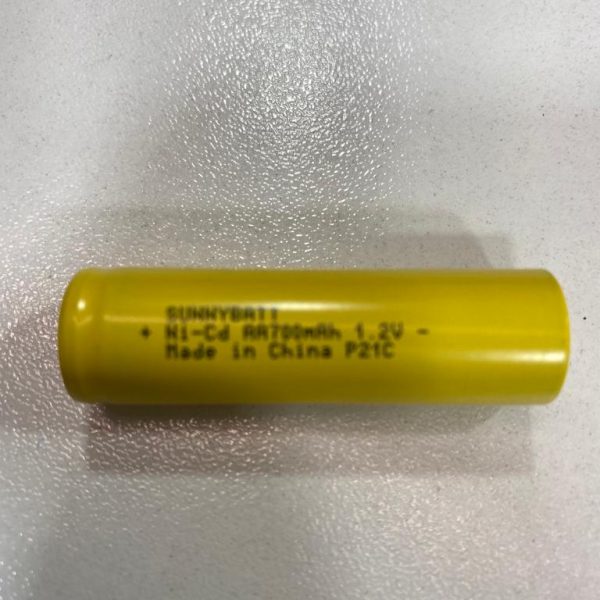 SUNNYBATT
+ Ni-Cd AA700mAh 1.2V -
Made in China P21C